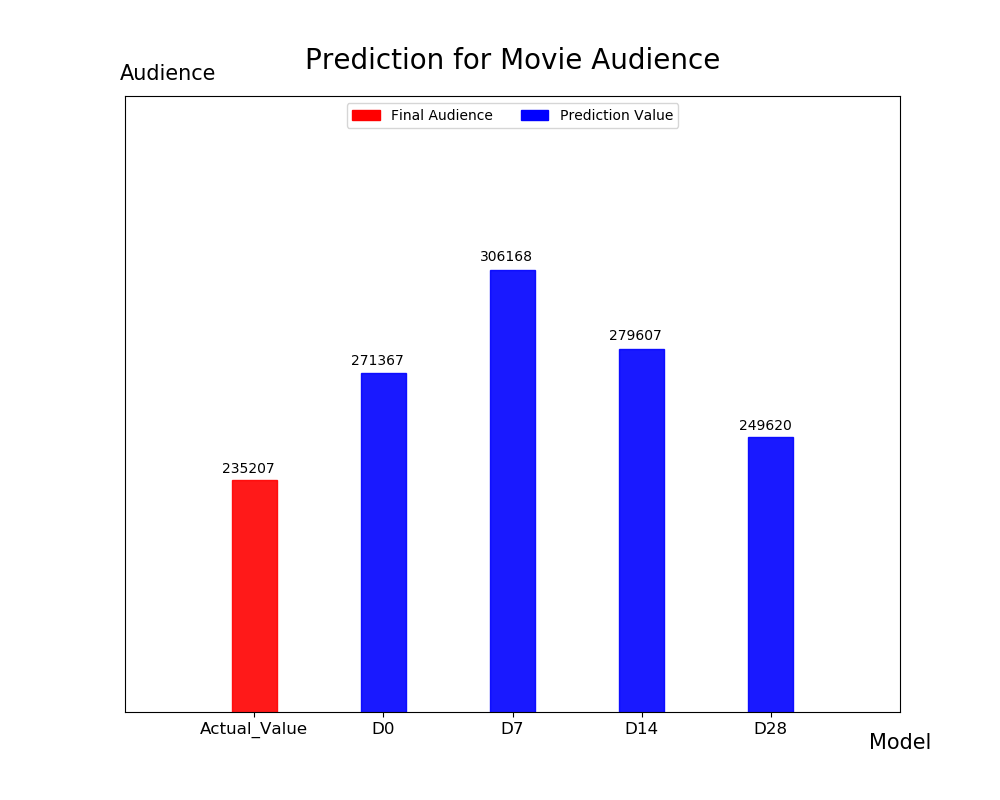 Prediction for Movie Audience
Audience
Final Audience Prediction Value
306168
279607
271367
249620
235207
Actual_Value D0 D7 D14 D28
Model